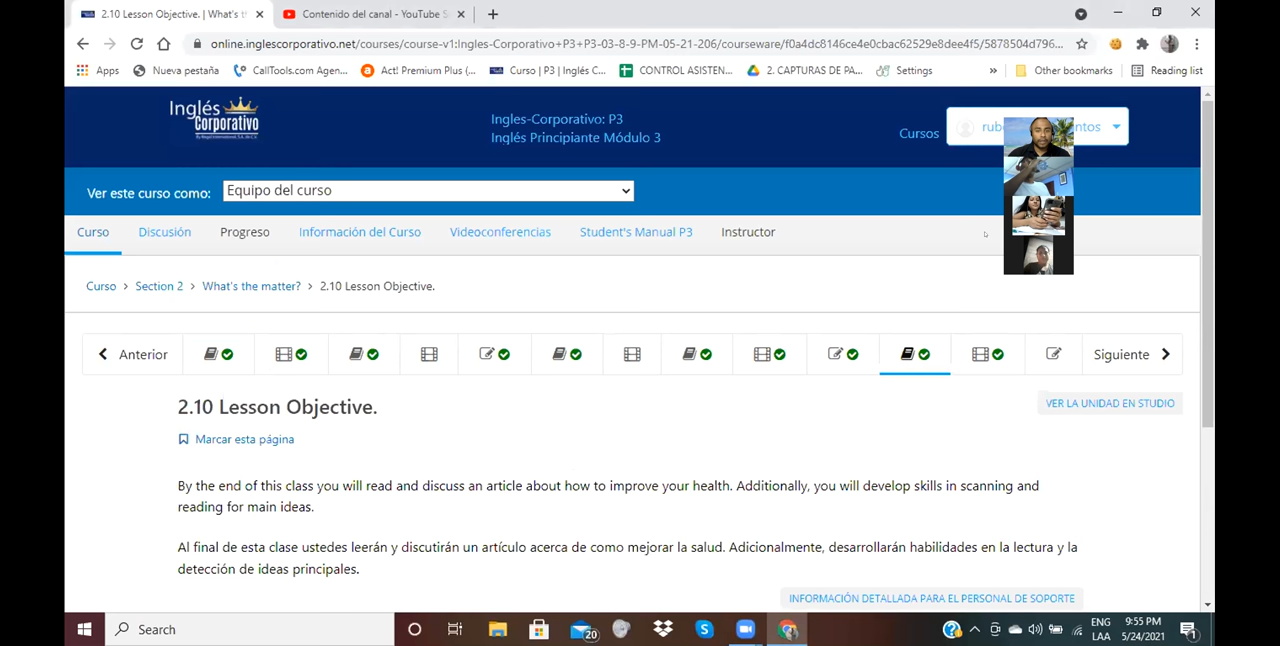 2.10 Lesson Objective. | What's t
Contenido del canal - YouTube S
online.inglescorporativo.net/courses/course-v1:Ingles-Corporativo+P3+P3-03-8-9-PM-05-21-206/courseware/f0a4dc8146ce4e0cbac62529e8dee4f5/5878504d796...
Apps
Nueva pestaña
CallTools.com Agen...
Act! Premium Plus (...
Curso | P3 | Inglés C...
CONTROL ASISTEN...
2. CAPTURAS DE PA...
Settings
»
Other bookmarks
Reading list
Inglés
Corporativo
Ingles-Corporativo: P3
Inglés Principiante Módulo 3
Cursos
Ver este curso como:
Equipo del curso
Curso
Discusión
Progreso
Información del Curso
Videoconferencias
Student's Manual P3
Instructor
Curso > Section 2 > What's the matter? > 2.10 Lesson Objective.
Anterior
Siguiente
2.10 Lesson Objective.
VER LA UNIDAD EN STUDIO
Marcar esta página
By the end of this class you will read and discuss an article about how to improve your health. Additionally, you will develop skills in scanning and
reading for main ideas.
Al final de esta clase ustedes leerán y discutirán un artículo acerca de como mejorar la salud. Adicionalmente, desarrollarán habilidades en la lectura y la
detección de ideas principales.
INFORMACIÓN DETALLADA PARA EL PERSONAL DE SOPORTE
Search
20
ENG
LAA
9:55 PM
5/24/2021
1